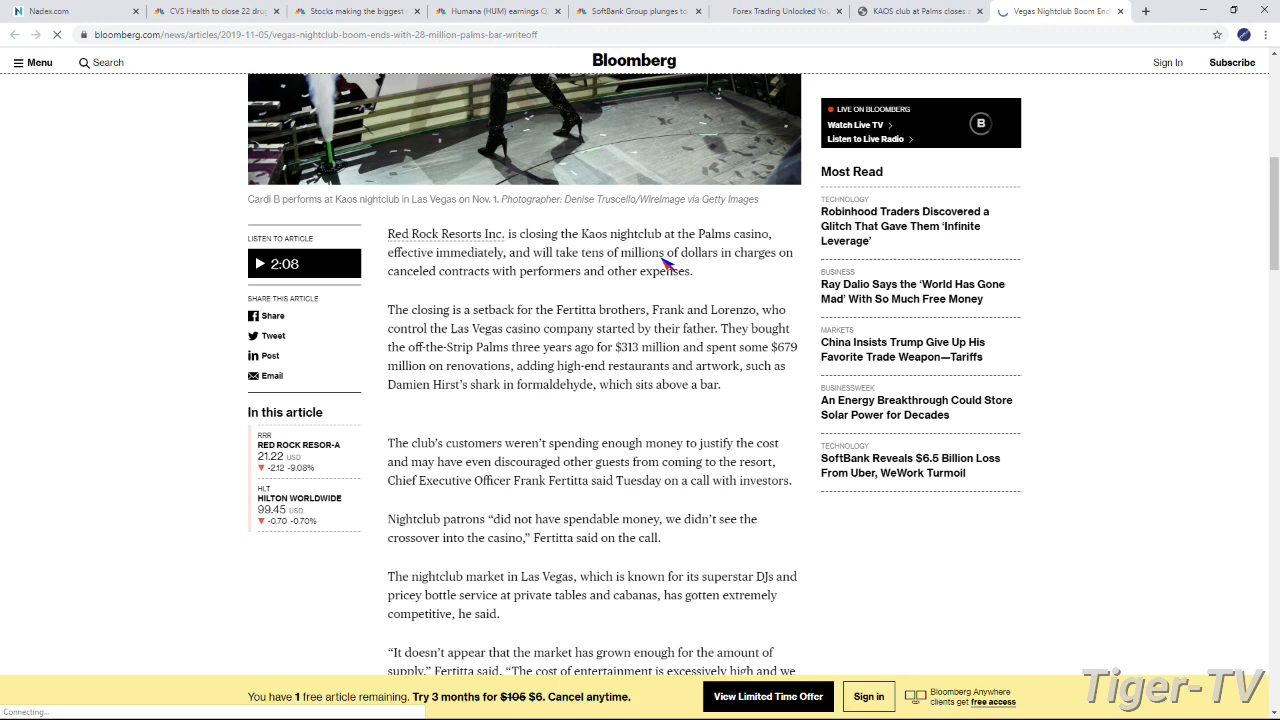 Nadex.com
CVS Health to close 22 drug
Stocks making the biggest
Humana (HUM) earnings Q
SoftBank Group plunges to
Forex Trading Unlocked Yo
KAOS club at Palms closes
Vegas Nightclub Boom End
bloomberg.com/news/articles/2019-11-05/vegas-nightclub-boom-ends-with-28-million-palms-bar-writeoff
Menu
Search
Bloomberg
Sign In
Subscribe
Cardi B performs at Kaos nightclub in Las Vegas on Nov. 1. Photographer: Denise Truscello/WireImage via Getty Images
LISTEN TO ARTICLE
2:08
SHARE THIS ARTICLE
Share
Tweet
Post
Email
In this article
RRR
RED ROCK RESOR-A
21.22 USD
▼ -2.12 -9.08%
HLT
HILTON WORLDWIDE
99.45 USD
▼ -0.70 -0.70%
Red Rock Resorts Inc. is closing the Kaos nightclub at the Palms casino,
effective immediately, and will take tens of millions of dollars in charges on
canceled contracts with performers and other expenses.
The closing is a setback for the Fertitta brothers, Frank and Lorenzo, who
control the Las Vegas casino company started by their father. They bought
the off-the-Strip Palms three years ago for $313 million and spent some $679
million on renovations, adding high-end restaurants and artwork, such as
Damien Hirst's shark in formaldehyde, which sits above a bar.
The club's customers weren't spending enough money to justify the cost
and may have even discouraged other guests from coming to the resort,
Chief Executive Officer Frank Fertitta said Tuesday on a call with investors.
Nightclub patrons "did not have spendable money, we didn't see the
crossover into the casino," Fertitta said on the call.
The nightclub market in Las Vegas, which is known for its superstar DJs and
pricey bottle service at private tables and cabanas, has gotten extremely
competitive, he said.
"It doesn't appear that the market has grown enough for the amount of
supply," Fertitta said. "The cost of entertainment is excessively high and we
LIVE ON BLOOMBERG
Watch Live TV
Listen to Live Radio
B
Most Read
TECHNOLOGY
Robinhood Traders Discovered a
Glitch That Gave Them 'Infinite
Leverage'
BUSINESS
Ray Dalio Says the 'World Has Gone
Mad' With So Much Free Money
MARKETS
China Insists Trump Give Up His
Favorite Trade Weapon—Tariffs
BUSINESSWEEK
An Energy Breakthrough Could Store
Solar Power for Decades
TECHNOLOGY
SoftBank Reveals $6.5 Billion Loss
From Uber, WeWork Turmoil
You have 1 free article remaining. Try 3 months for $105 $6. Cancel anytime.
View Limited Time Offer
Sign in
Bloomberg Anywhere
clients get free access
Tiger-TV
Connecting...